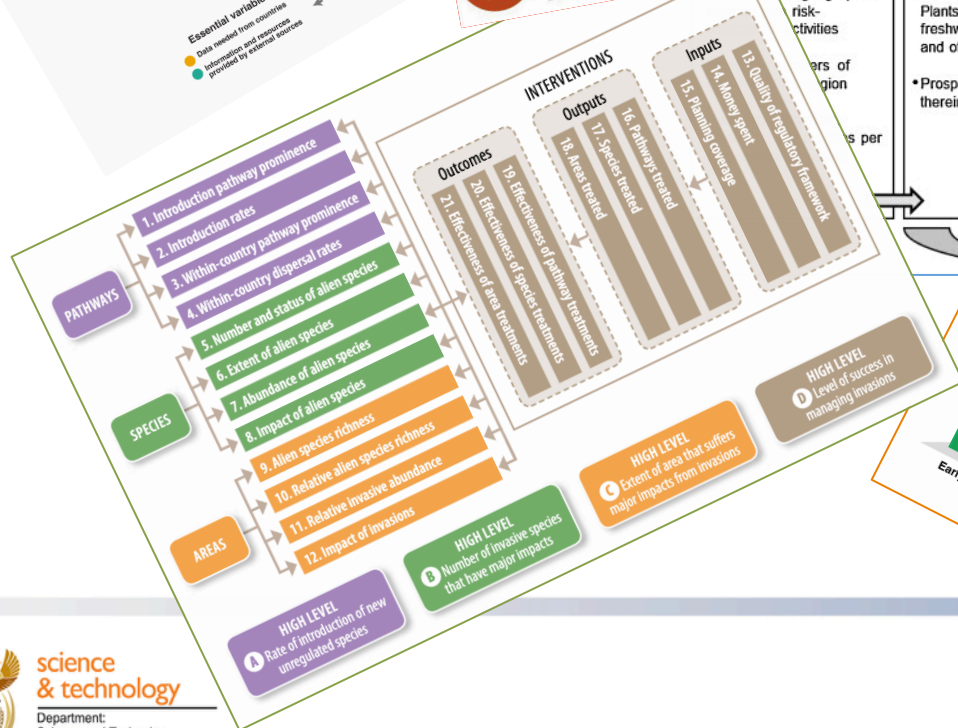 Essential variabl
Data needed from countries
Information and resources
provided by external sources
risk-
ctivities
ers of
gion
s per
Plants
freshw
and ot
• Prosp
therei
INTERVENTIONS
Inputs
13. Quality of regulatory framework
14. Money spent
15. Planning coverage
Outputs
16. Pathways treated
17. Species treated
18. Areas treated
Outcomes
19. Effectiveness of pathway treatments
20. Effectiveness of species treatments
21. Effectiveness of area treatments
PATHWAYS
1. Introduction pathway prominence
2. Introduction rates
3. Within-country pathway prominence
4. Within-country dispersal rates
SPECIES
5. Number and status of alien species
6. Extent of alien species
7. Abundance of alien species
8. Impact of alien species
AREAS
9. Alien species richness
10. Relative alien species richness
11. Relative invasive abundance
12. Impact of invasions
HIGH LEVEL
A Rate of introduction of new
unregulated species
HIGH LEVEL
B Number of invasive species
that have major impacts
HIGH LEVEL
C Extent of area that suffers
major impacts from invasions
HIGH LEVEL
D Level of success in
managing invasions
Earl
science
& technology
Department: